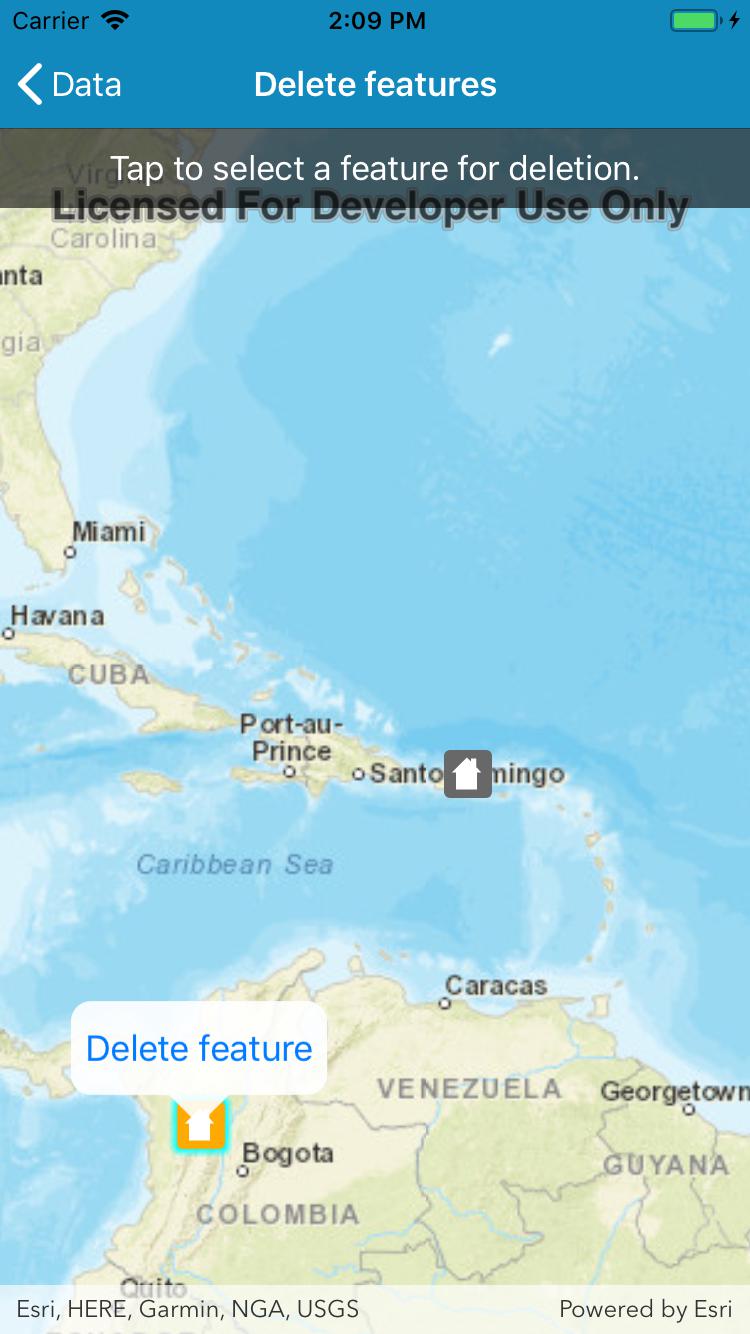 Carrier
2:09 PM
Data
Delete features
Tap to select a feature for deletion.
Licensed For Developer Use Only
Carolina
nta
gia
Miami
Havana
CUBA
Port-au-
Prince
Santo
mingo
Caribbean Sea
Caracas
Delete feature
VENEZUELA
Georgetown
Bogota
GUYANA
COLOMBIA
Quito
Esri, HERE, Garmin, NGA, USGS
Powered by Esri